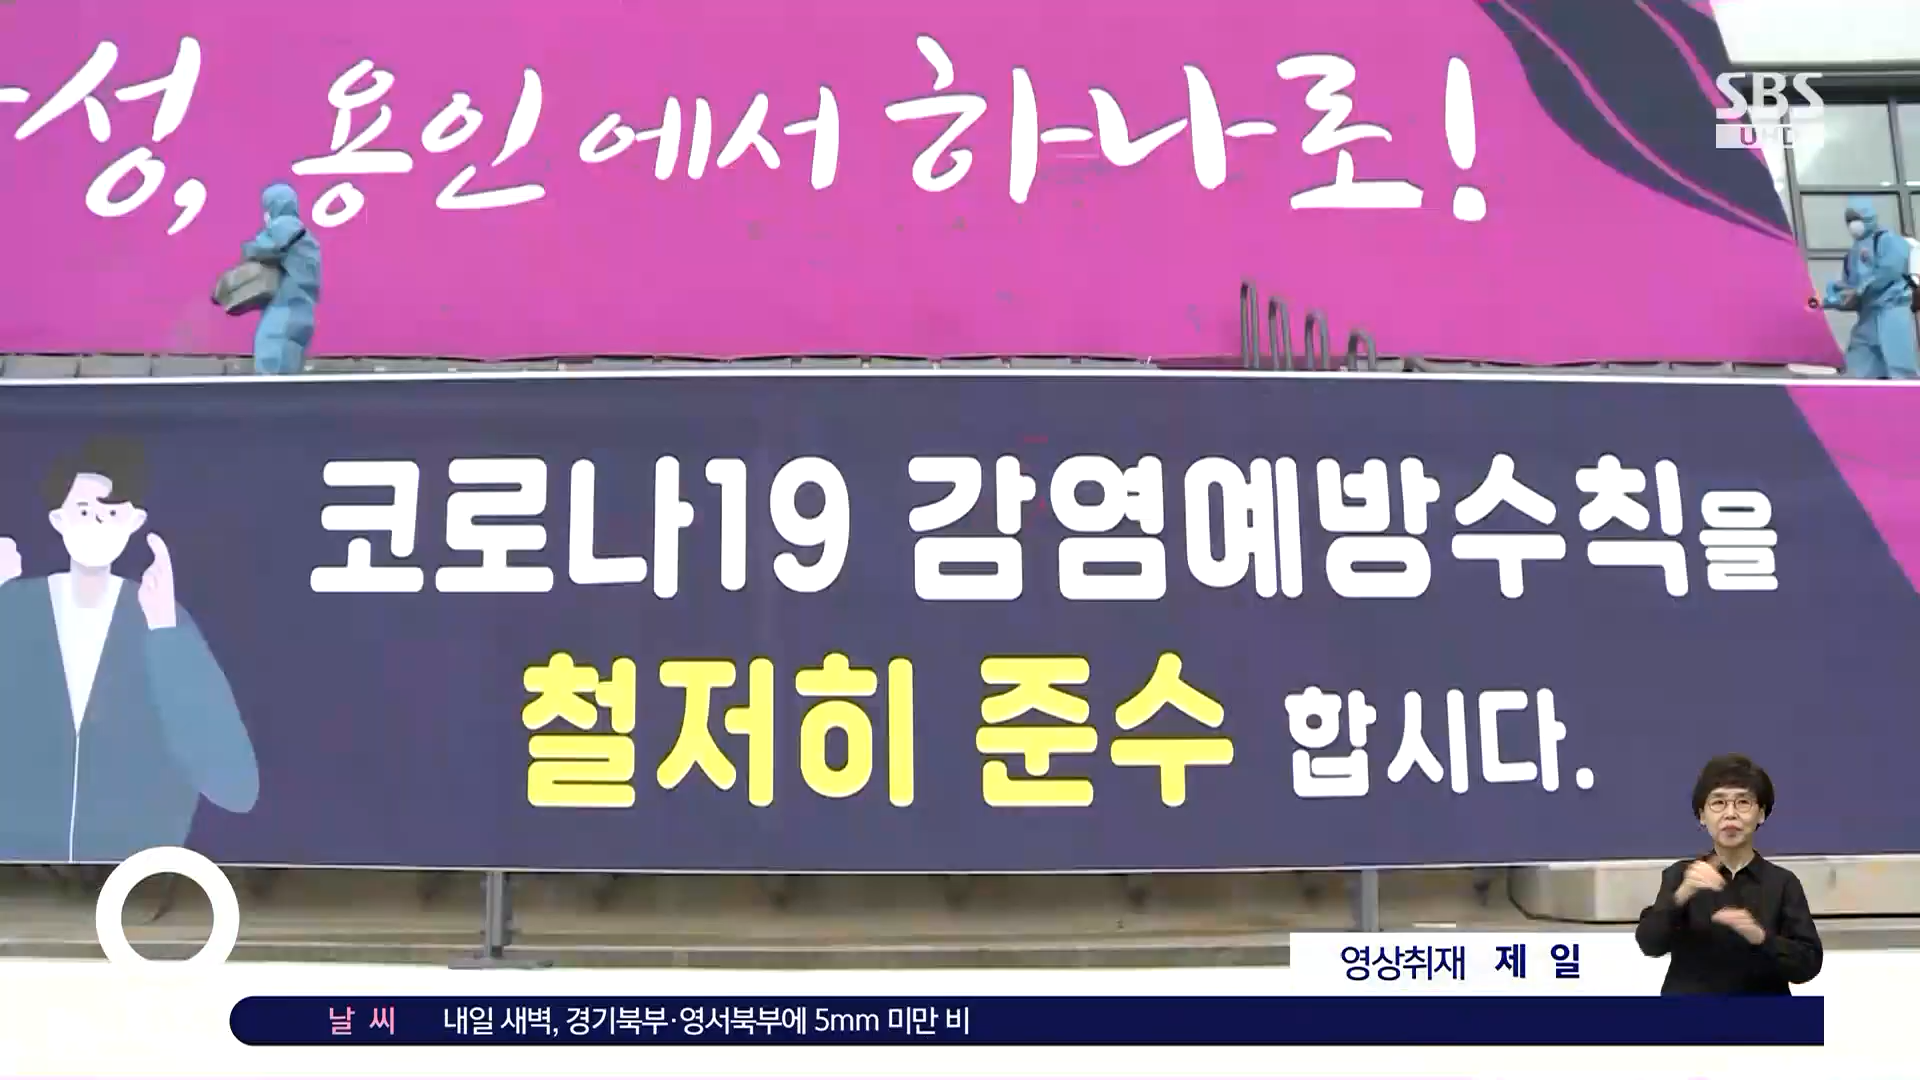 성, 용인에서 하나로!
SBS
UHD
코로나19 감염예방수칙을
철저히 준수 합시다.
영상취재 제 일
날 씨 내일 새벽, 경기북부·영서북부에 5mm 미만 비